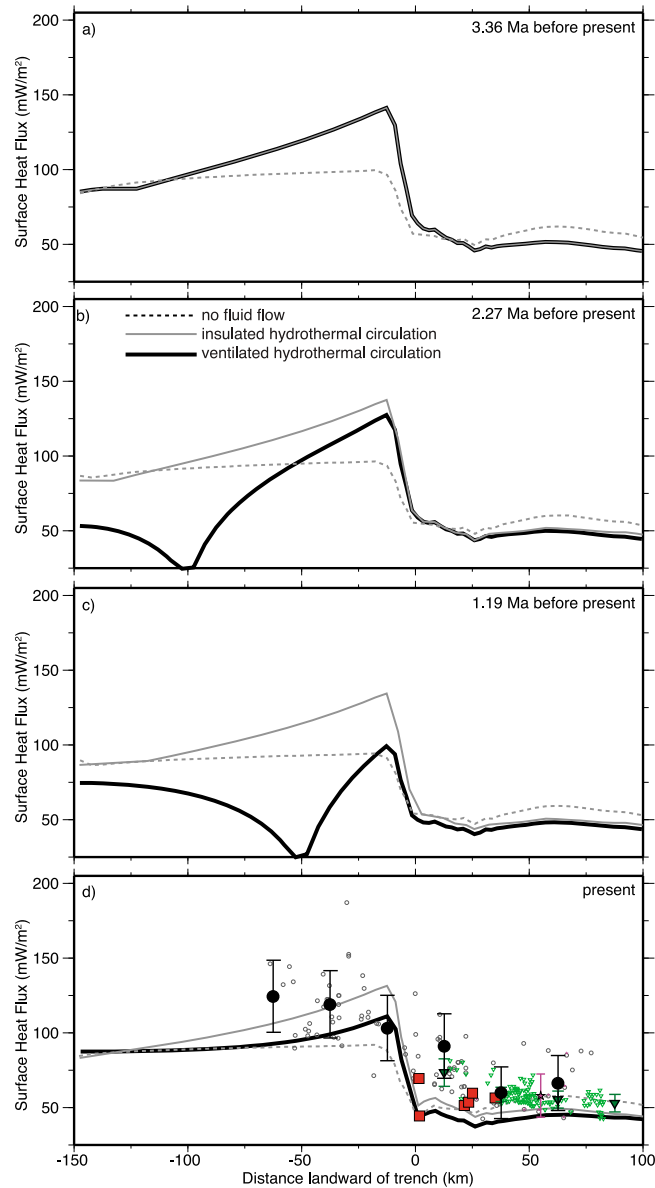 a)
3.36 Ma before present
200
150
100
50
Surface Heat Flux (mW/m²)
b)
no fluid flow
2.27 Ma before present
insulated hydrothermal circulation
ventilated hydrothermal circulation
200
150
100
50
Surface Heat Flux (mW/m²)
c)
1.19 Ma before present
200
150
100
50
Surface Heat Flux (mW/m²)
d)
present
200
150
100
50
Surface Heat Flux (mW/m²)
-150 -100 -50 0 50 100
Distance landward of trench (km)